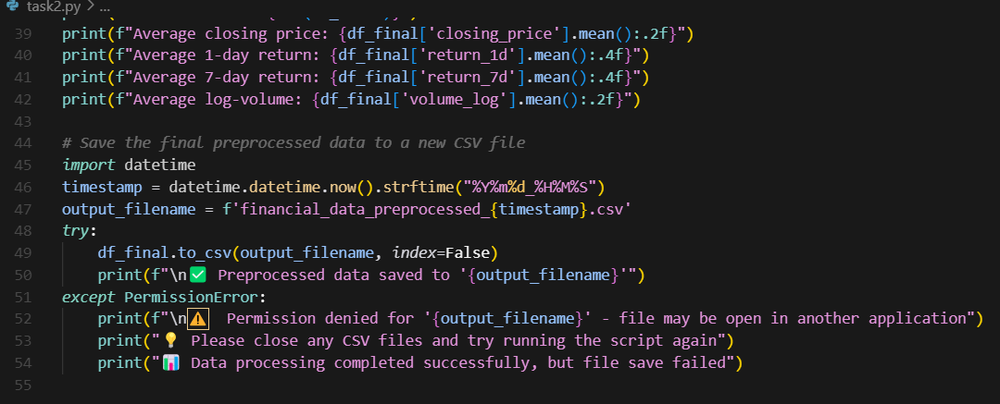 task2.py > ...
39 print(f"Average closing price: {df_final['closing_price'].mean():.2f}")
40 print(f"Average 1-day return: {df_final['return_1d'].mean():.4f}")
41 print(f"Average 7-day return: {df_final['return_7d'].mean():.4f}")
42 print(f"Average log-volume: {df_final['volume_log'].mean():.2f}")
43
44 # Save the final preprocessed data to a new CSV file
45 import datetime
46 timestamp = datetime.datetime.now().strftime("%Y%m%d_%H%M%S")
47 output_filename = f'financial_data_preprocessed_{timestamp}.csv'
48 try:
49     df_final.to_csv(output_filename, index=False)
50     print(f"\n✅ Preprocessed data saved to '{output_filename}'")
51 except PermissionError:
52     print(f"\n⚠️  Permission denied for '{output_filename}' - file may be open in another application")
53     print("💡 Please close any CSV files and try running the script again")
54     print("📊 Data processing completed successfully, but file save failed")
55